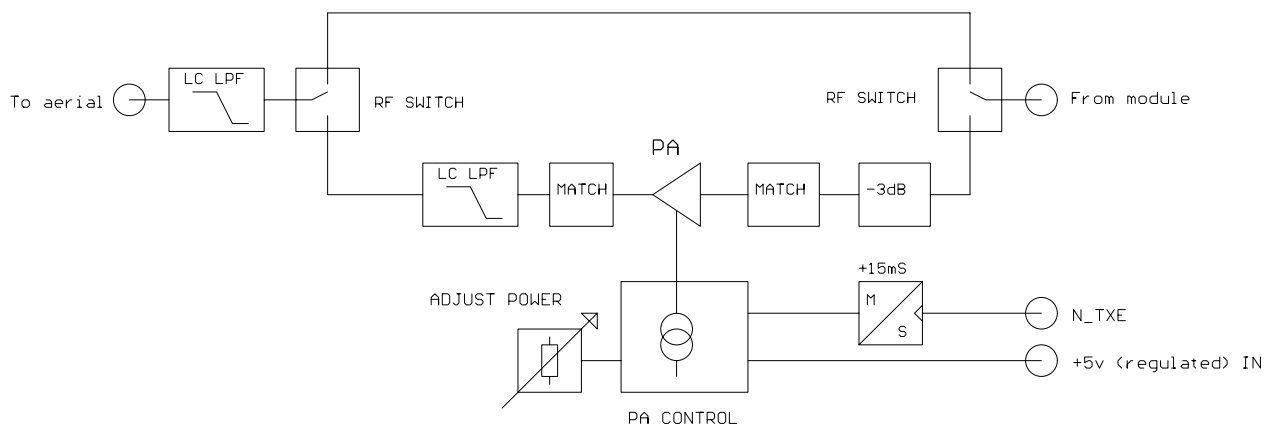 LC LPF
To aerial
RF SWITCH
RF SWITCH
From module
PA
LC LPF
MATCH
MATCH
-3dB
+15mS
ADJUST POWER
M
S
N_TXE
+5v (regulated) IN
PA CONTROL